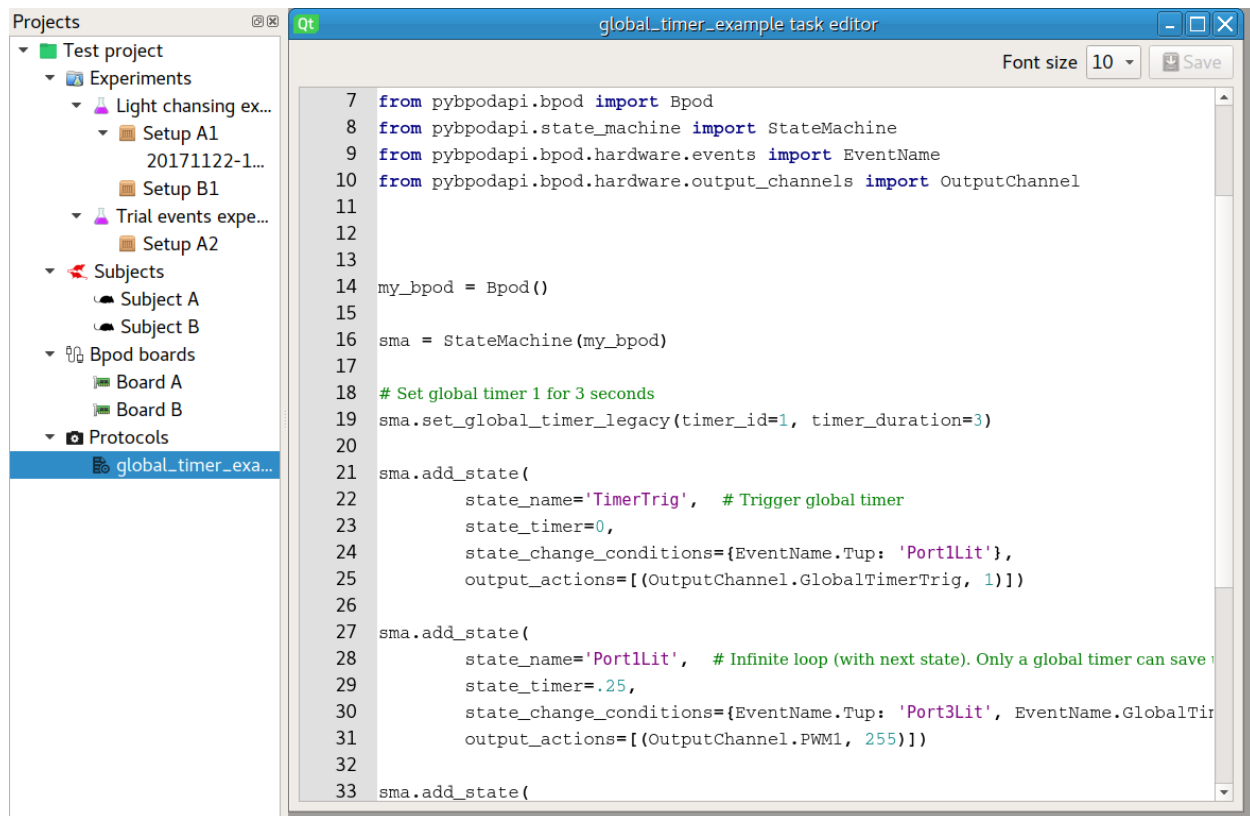 Projects
Test project
Experiments
Light chansing ex...
Setup A1
20171122-1...
Setup B1
Trial events expe...
Setup A2
Subjects
Subject A
Subject B
Bpod boards
Board A
Board B
Protocols
global_timer_exa...
Qt
global_timer_example task editor
Font size 10 Save
7 from pybpodapi.bpod import Bpod
8 from pybpodapi.state_machine import StateMachine
9 from pybpodapi.bpod.hardware.events import EventName
10 from pybpodapi.bpod.hardware.output_channels import OutputChannel
11
12
13
14 my_bpod = Bpod()
15
16 sma = StateMachine(my_bpod)
17
18 # Set global timer 1 for 3 seconds
19 sma.set_global_timer_legacy(timer_id=1, timer_duration=3)
20
21 sma.add_state(
22 state_name='TimerTrig', # Trigger global timer
23 state_timer=0,
24 state_change_conditions={EventName.Tup: 'Port1Lit'},
25 output_actions=[(OutputChannel.GlobalTimerTrig, 1)])
26
27 sma.add_state(
28 state_name='Port1Lit', # Infinite loop (with next state). Only a global timer can save
29 state_timer=.25,
30 state_change_conditions={EventName.Tup: 'Port3Lit', EventName.GlobalTi
31 output_actions=[(OutputChannel.PWM1, 255)])
32
33 sma.add_state(